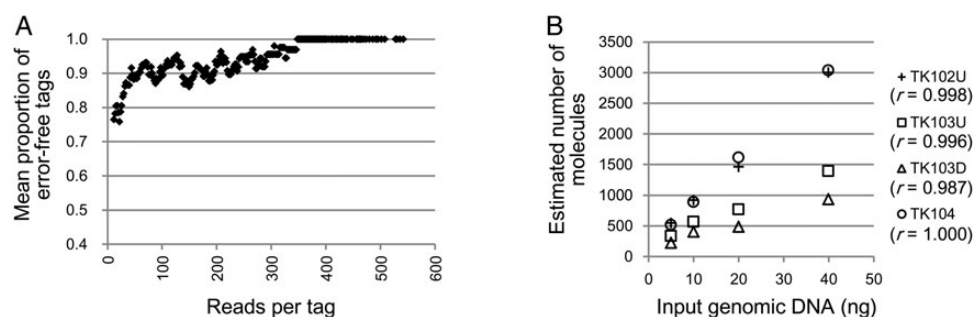 A
Mean proportion of
error-free tags
1.0
0.9
0.8
0.7
0.6
0.5
0.4
0
100
200
300
400
500
600
Reads per tag
B
Estimated number of
molecules
3500
3000
2500
2000
1500
1000
500
0
0 10 20 30 40 50
Input genomic DNA (ng)
+ TK102U
(r = 0.998)
□ TK103U
(r = 0.996)
△ TK103D
(r = 0.987)
○ TK104
(r = 1.000)